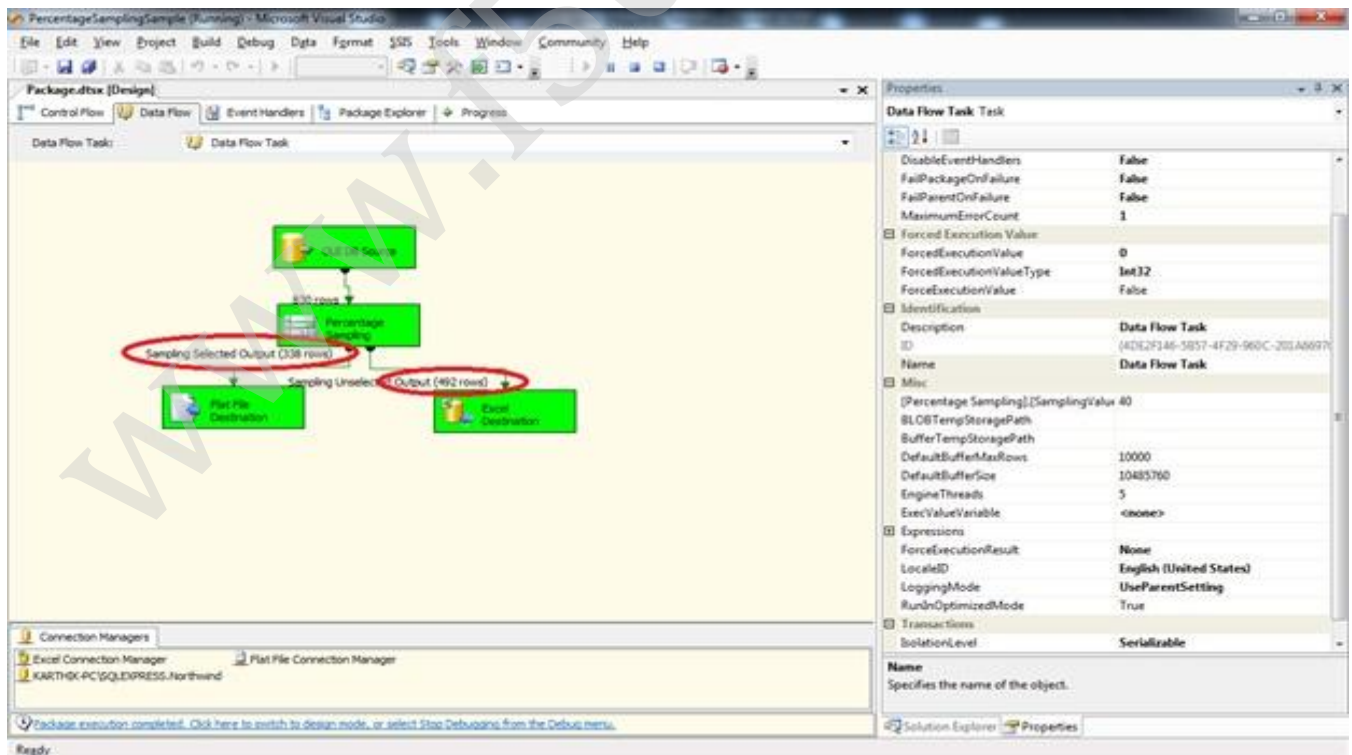 PercentageSamplingSample (Running) - Microsoft Visual Studio
File Edit View Project Build Debug Data Format SSIS Tools Window Community Help
Package.dtsx [Design]
Control Flow Data Flow Event Handlers Package Explorer Progress
Data Flow Task: Data Flow Task
OLE DB Source
830 rows
Percentage Sampling
Sampling Selected Output (338 rows)
Sampling Unselected Output (492 rows)
Flat File Destination
Excel Destination
Connection Managers
Excel Connection Manager Flat File Connection Manager
KARTHIK-PC\SQLEXPRESS.Northwind
Package execution completed. Click here to switch to design mode, or select Stop Debugging from the Debug menu.
Ready
Properties
Data Flow Task Task
DisableEventHandlers False
FailPackageOnFailure False
FailParentOnFailure False
MaximumErrorCount 1
Forced Execution Value
ForcedExecutionValue 0
ForcedExecutionValueType Int32
ForceExecutionValue False
Identification
Description Data Flow Task
ID
Name Data Flow Task
Misc
[Percentage Sampling].[SamplingValue 40
BLOBTempStoragePath
BufferTempStoragePath
DefaultBufferMaxRows 10000
DefaultBufferSize 10485760
EngineThreads 5
ExecValueVariable <none>
Expressions
ForceExecutionResult None
LocaleID English (United States)
LoggingMode UseParentSetting
RunInOptimizedMode True
Transactions
IsolationLevel Serializable
Name
Specifies the name of the object.
Solution Explorer Properties